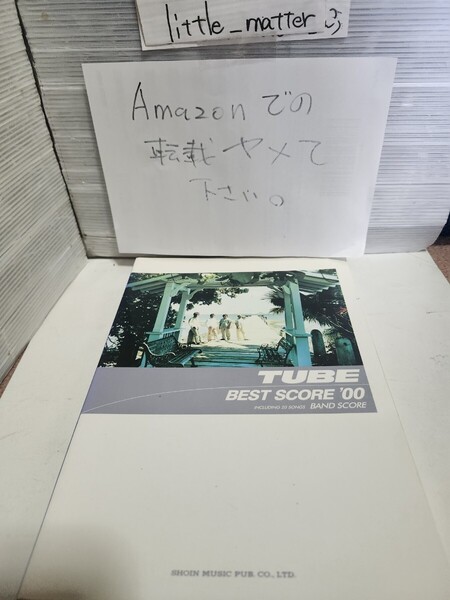 little_matter_
Amazonでの
転載ヤメて
下さい。
TUBE
BEST SCORE '00
INCLUDING 22 SONGS BAND SCORE
SHOIN MUSIC PUB. CO., LTD.